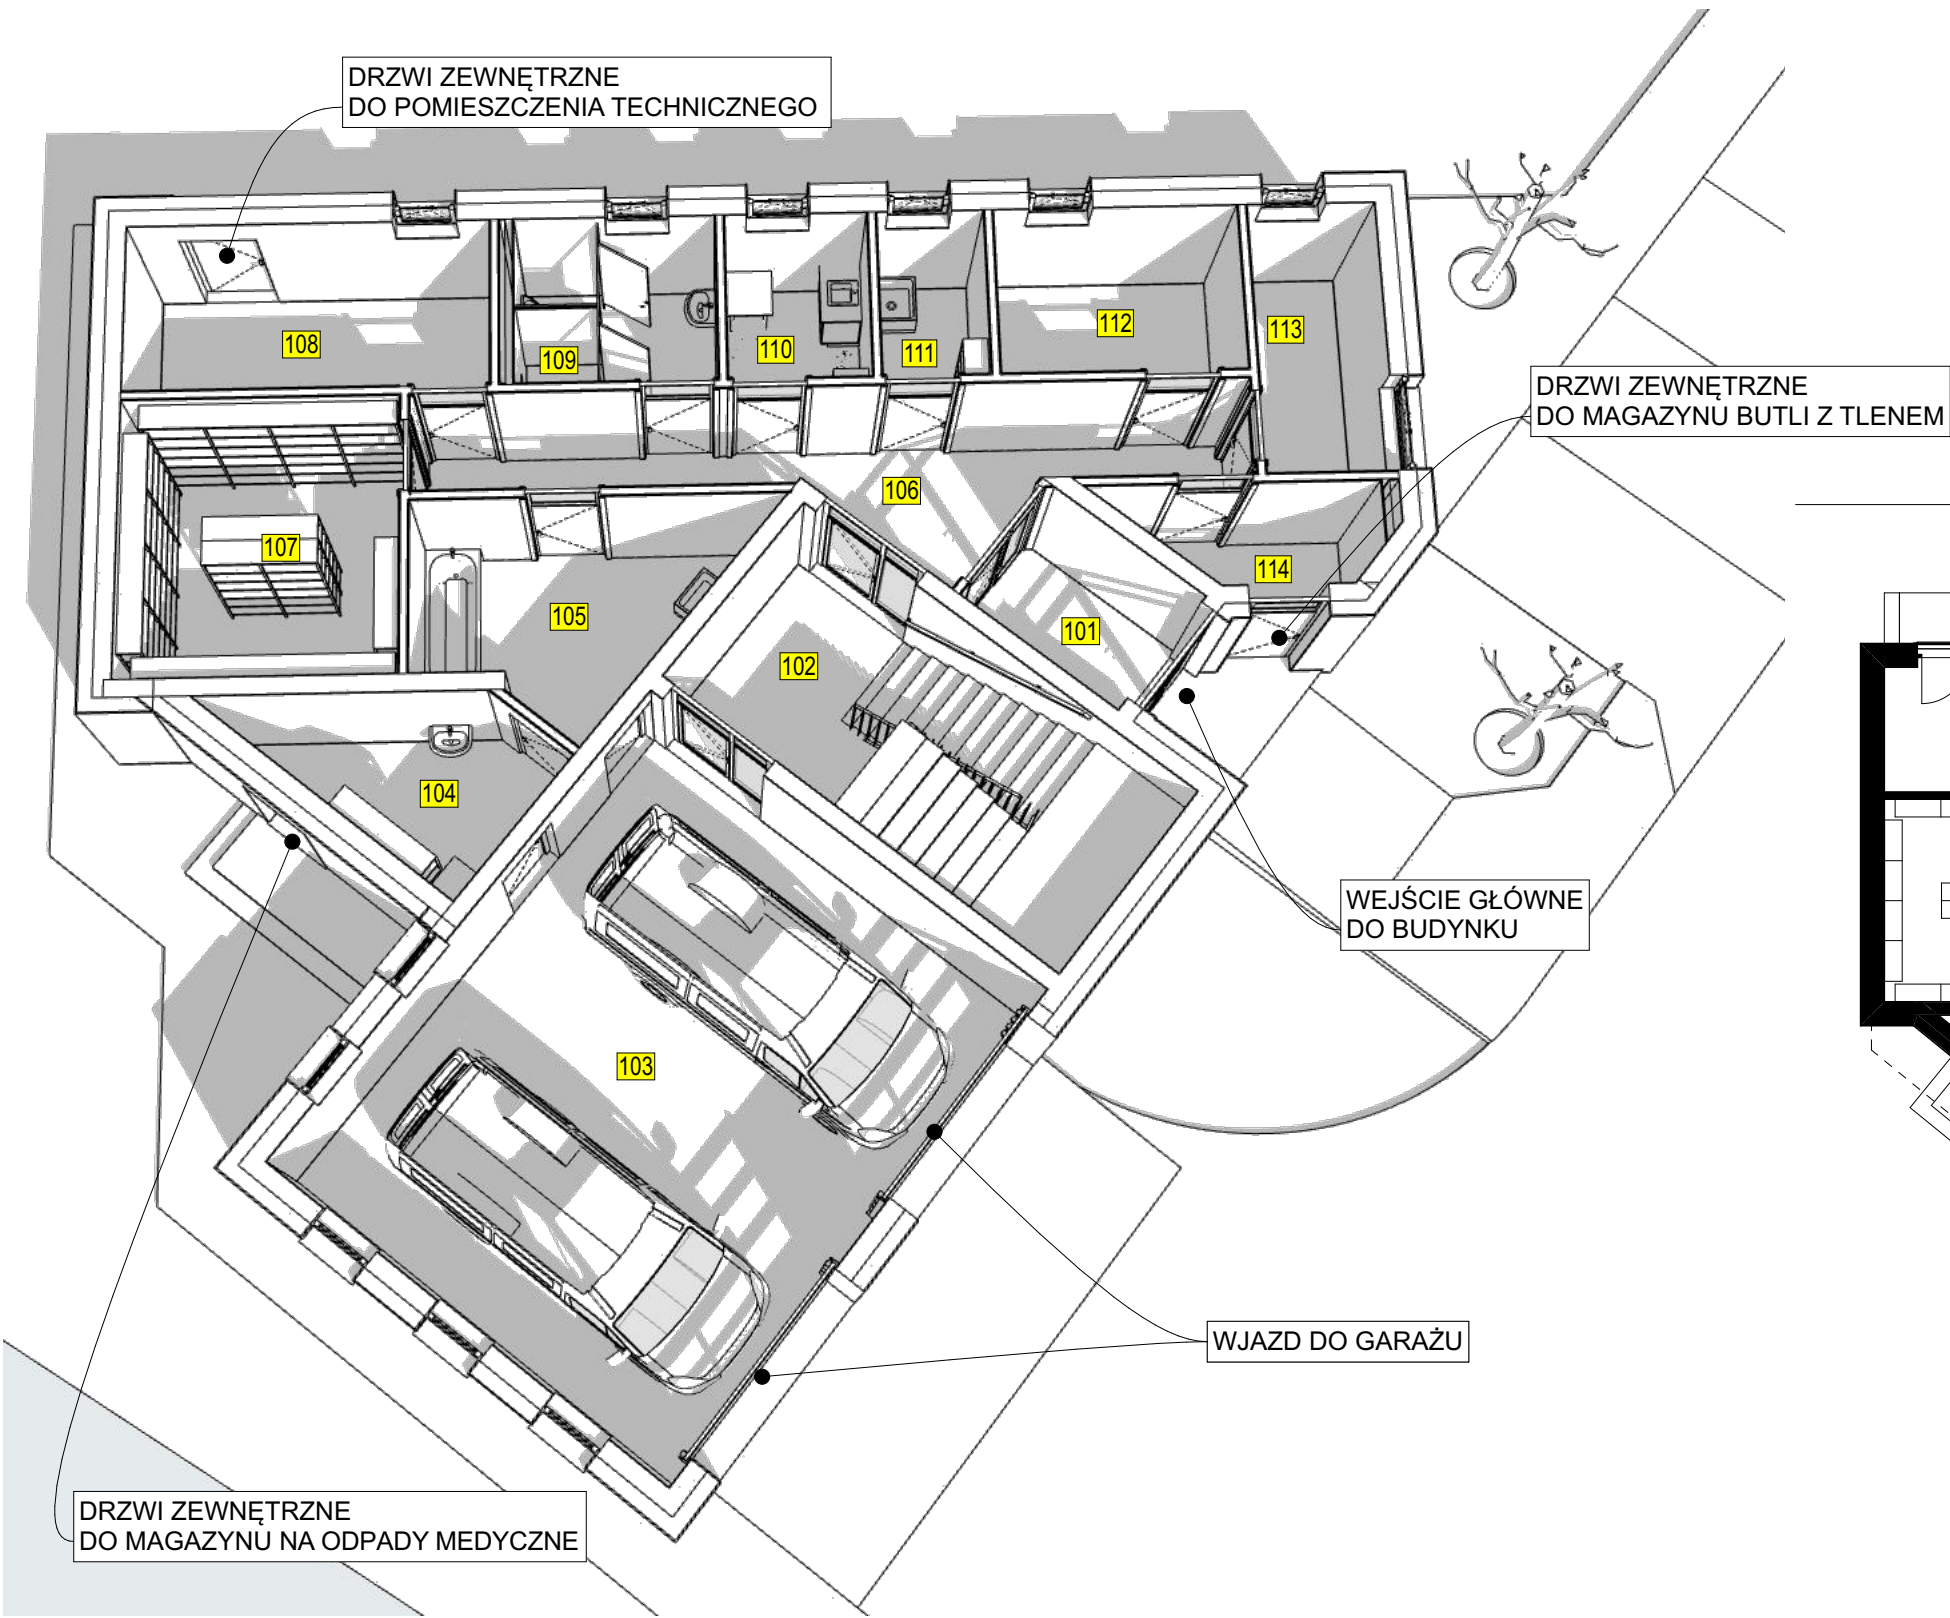 DRZWI ZEWNĘTRZNE
DO POMIESZCZENIA TECHNICZNEGO
108
109
110
111
112
113
DRZWI ZEWNĘTRZNE
DO MAGAZYNU BUTLI Z TLENEM
106
107
114
105
101
102
104
WEJŚCIE GŁÓWNE
DO BUDYNKU
103
WJAZD DO GARAŻU
DRZWI ZEWNĘTRZNE
DO MAGAZYNU NA ODPADY MEDYCZNE